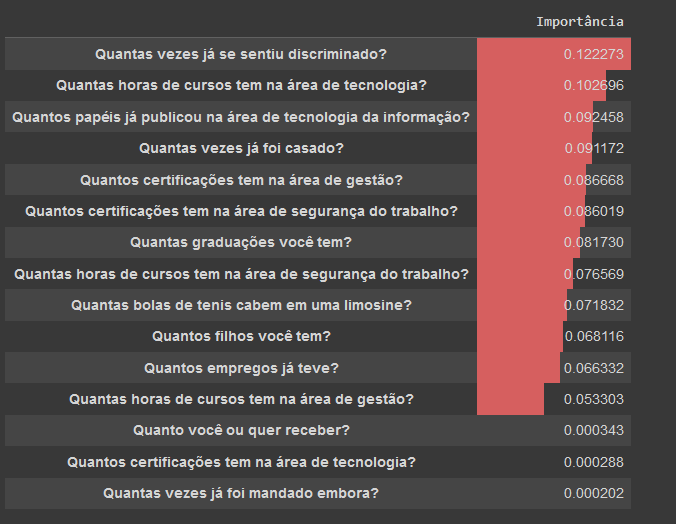 Importância
Quantas vezes já se sentiu discriminado? 0.122273
Quantas horas de cursos tem na área de tecnologia? 0.102696
Quantos papéis já publicou na área de tecnologia da informação? 0.092458
Quantas vezes já foi casado? 0.091172
Quantos certificações tem na área de gestão? 0.086668
Quantos certificações tem na área de segurança do trabalho? 0.086019
Quantas graduações você tem? 0.081730
Quantas horas de cursos tem na área de segurança do trabalho? 0.076569
Quantas bolas de tenis cabem em uma limosine? 0.071832
Quantos filhos você tem? 0.068116
Quantos empregos já teve? 0.066332
Quantas horas de cursos tem na área de gestão? 0.053303
Quanto você ou quer receber? 0.000343
Quantos certificações tem na área de tecnologia? 0.000288
Quantas vezes já foi mandado embora? 0.000202